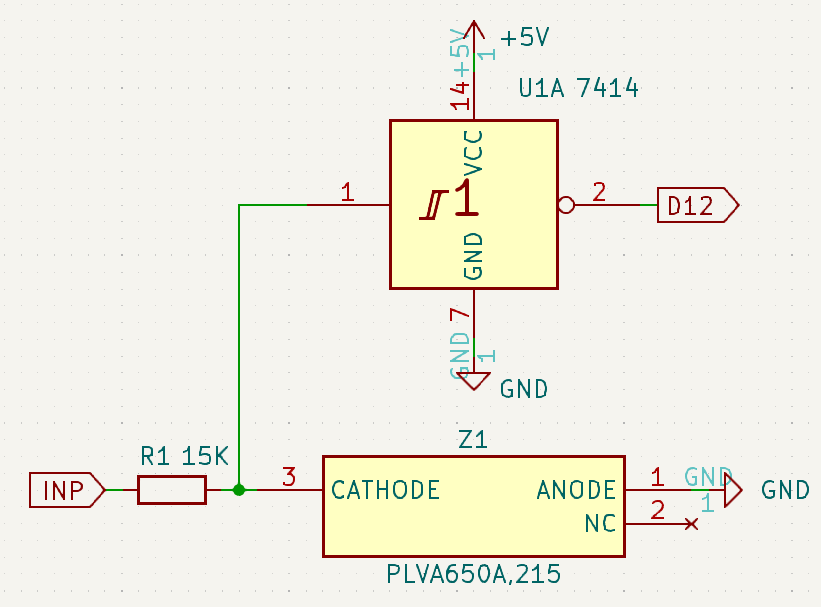 +5V
+5V
1
14
U1A 7414
VCC
1
1
2
D12
GND
7
GND
1
GND
Z1
R1 15K
INP
3
CATHODE
ANODE
1
GND
GND
NC
2
1
PLVA650A,215